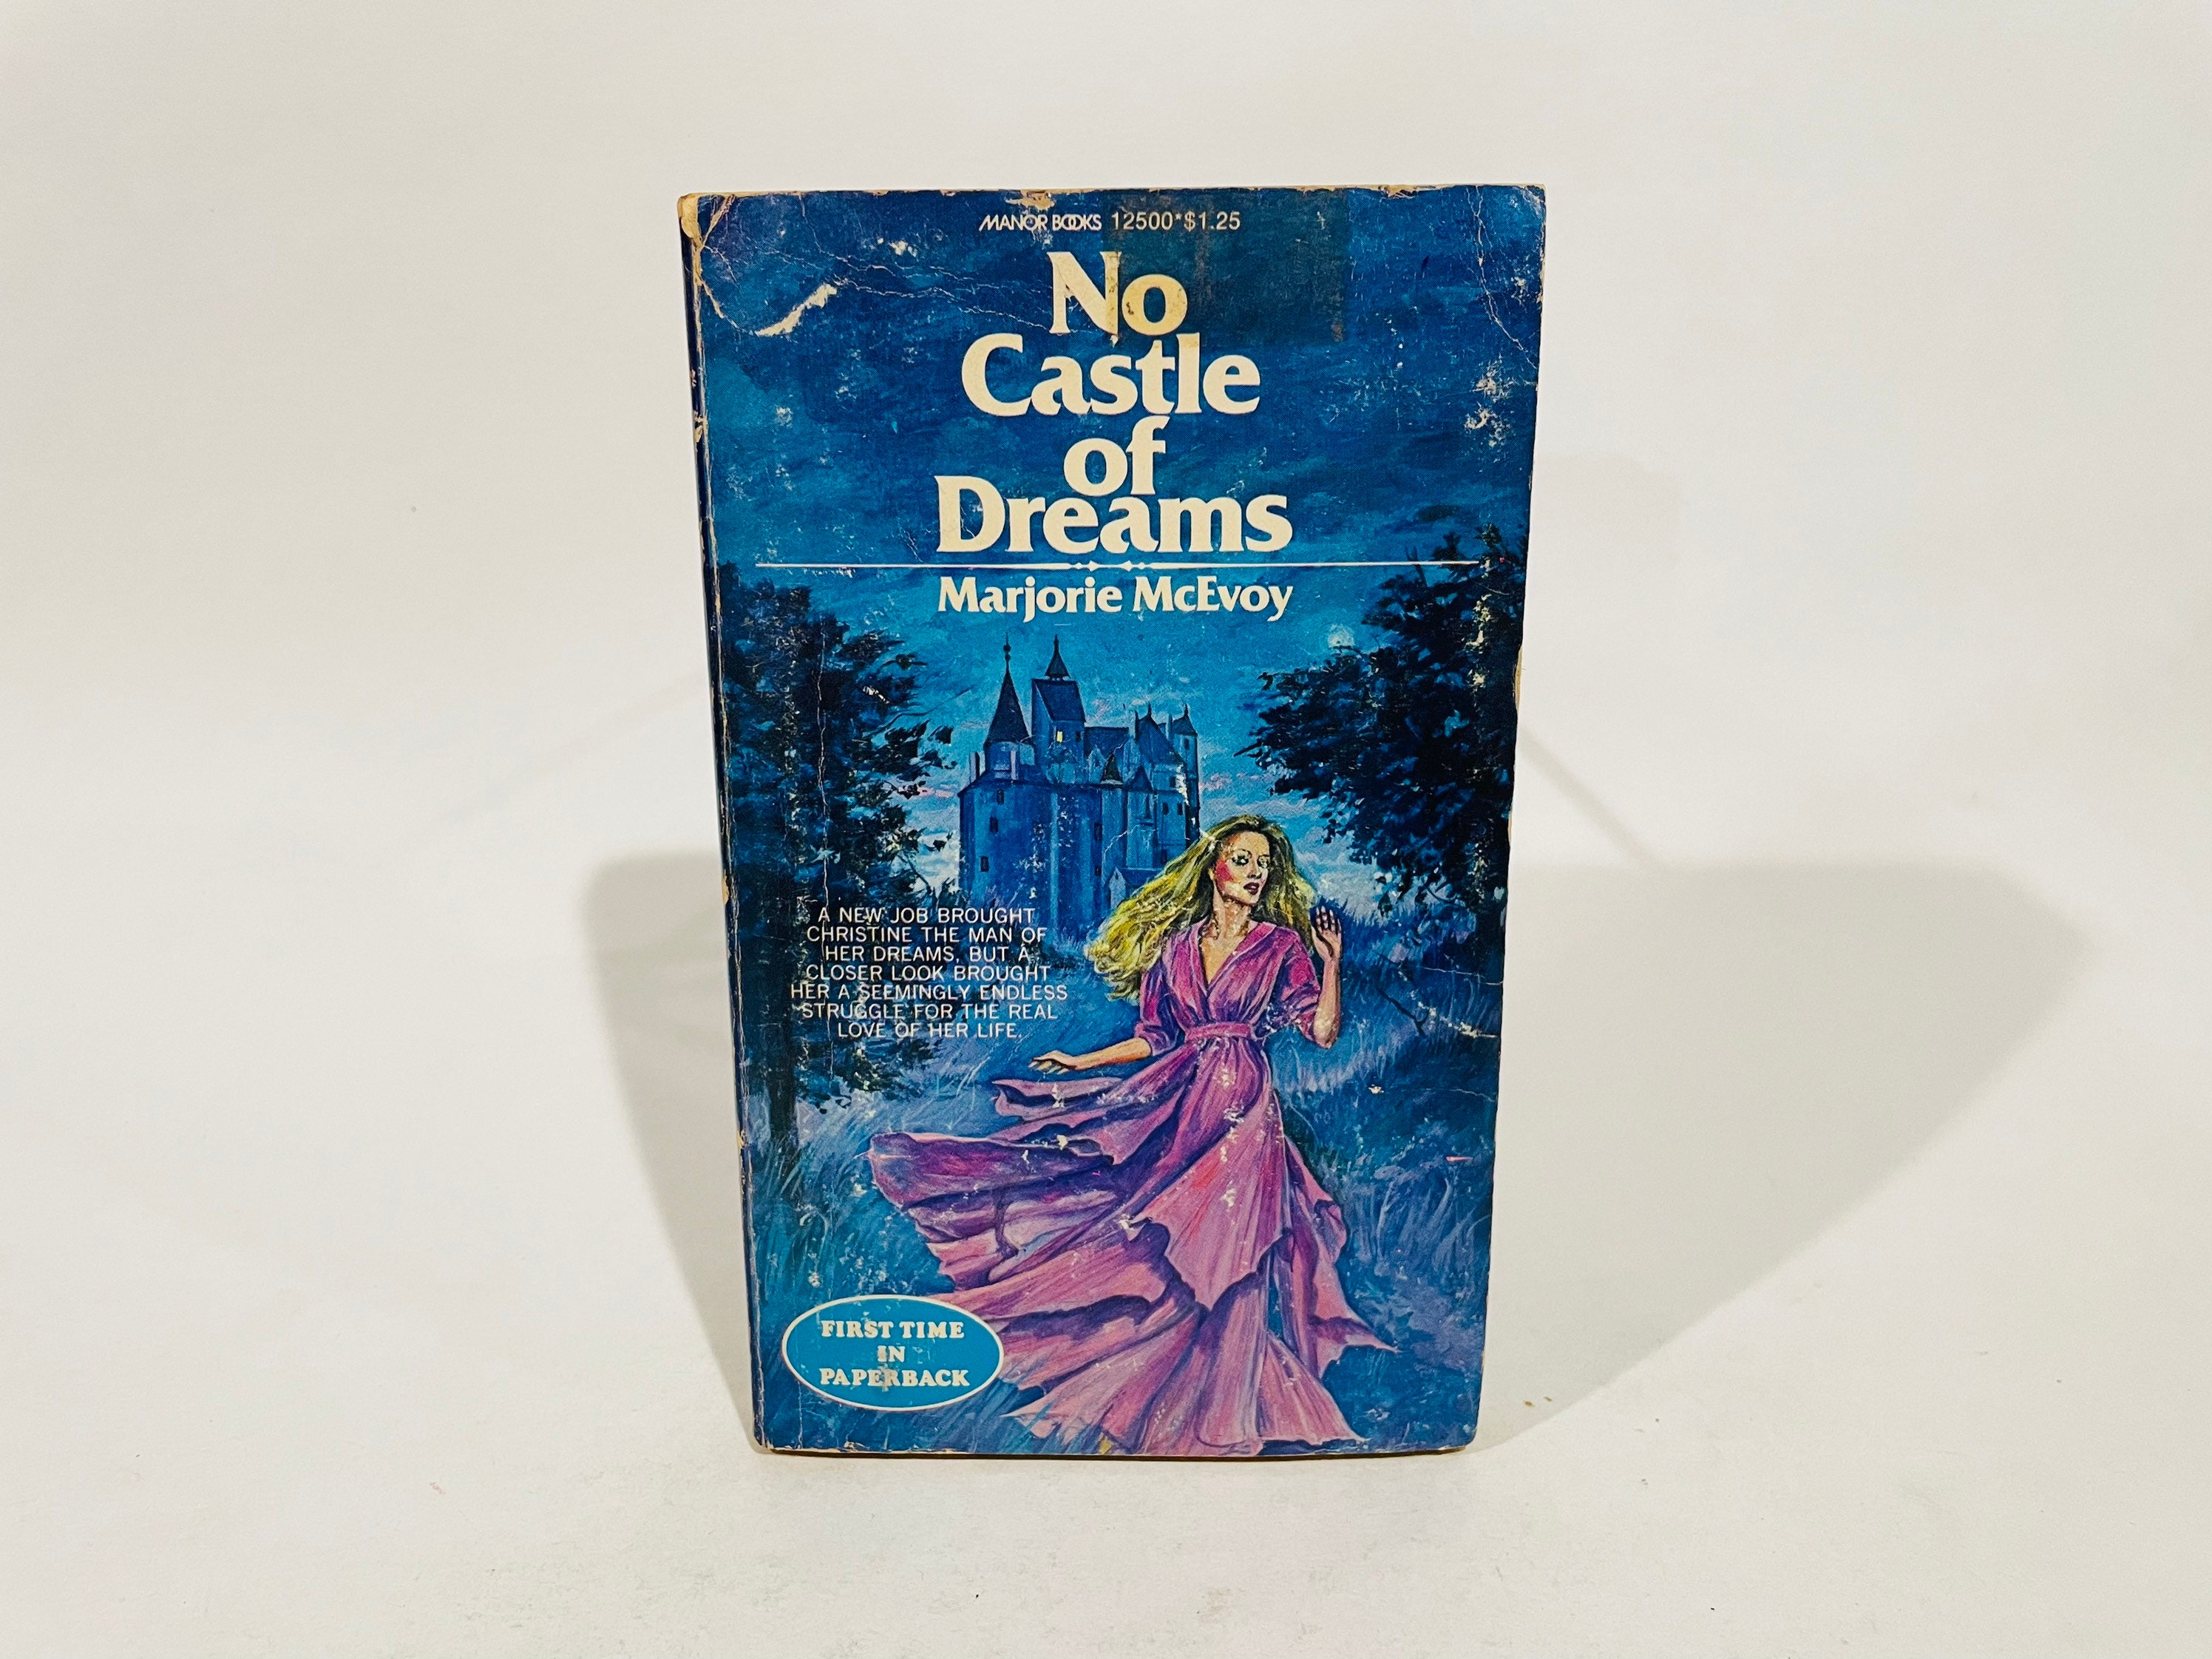 MANOR BOOKS 12500*$1.25
No
Castle
of
Dreams
Marjorie McEvoy
A NEW JOB BROUGHT
CHRISTINE THE MAN OF
HER DREAMS, BUT A
CLOSER LOOK BROUGHT
HER A SEEMINGLY ENDLESS
STRUGGLE FOR THE REAL
LOVE OF HER LIFE.
FIRST TIME
IN
PAPERBACK